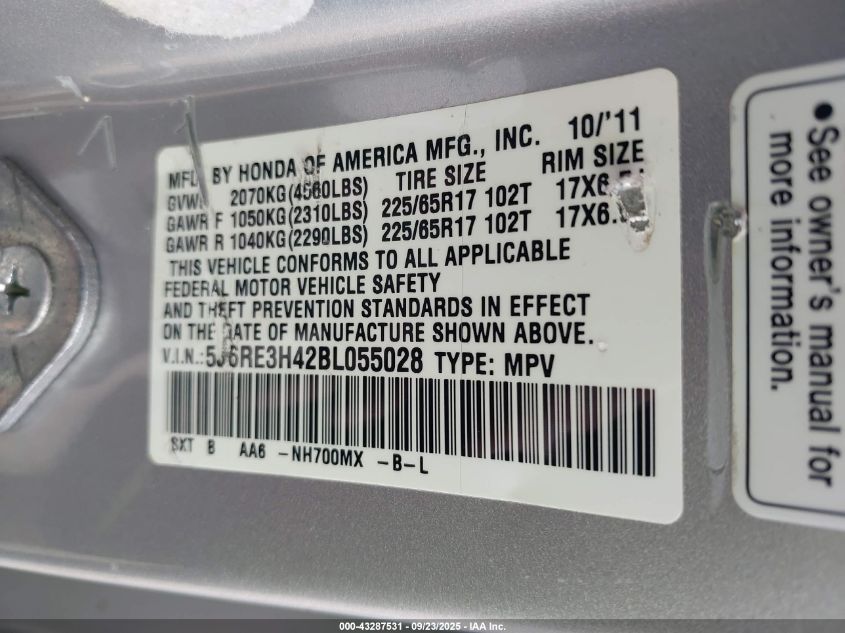 MFD. BY HONDA OF AMERICA MFG., INC. 10/'11
GVWR 2070KG(4560LBS) TIRE SIZE RIM SIZE
GAWR F 1050KG(2310LBS) 225/65R17 102T 17X6.5J
GAWR R 1040KG(2290LBS) 225/65R17 102T 17X6.
THIS VEHICLE CONFORMS TO ALL APPLICABLE
FEDERAL MOTOR VEHICLE SAFETY
AND THEFT PREVENTION STANDARDS IN EFFECT
ON THE DATE OF MANUFACTURE SHOWN ABOVE.
V.I.N.: 5J6RE3H42BL055028 TYPE: MPV
SXT B AA6 -NH700MX -B-L
•See owner's manual for
more information.
000-43287531 - 09/23/2025 - IAA Inc.